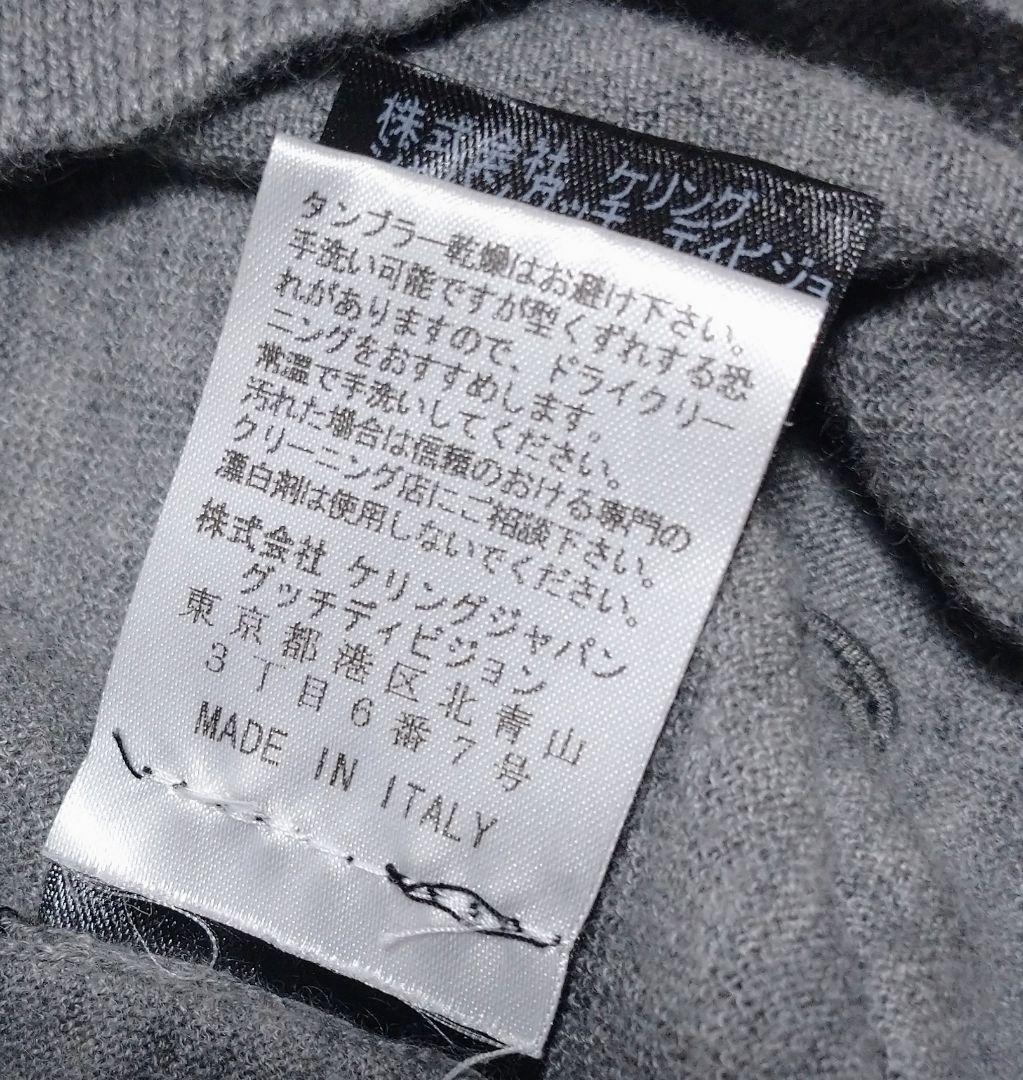 株式会社 ケリング
グッチ ディビジョ
タンブラー乾燥はお避け下さい。
手洗い可能ですが型くずれする恐
れがありますので、ドライクリー
ニングをおすすめします。
常温で手洗いしてください。
汚れた場合は信頼のおける専門の
クリーニング店にご相談下さい。
漂白剤は使用しないでください。
株式会社 ケリングジャパン
グッチディビジョン
東京都港区北青山
3丁目6番7号
MADE IN ITALY